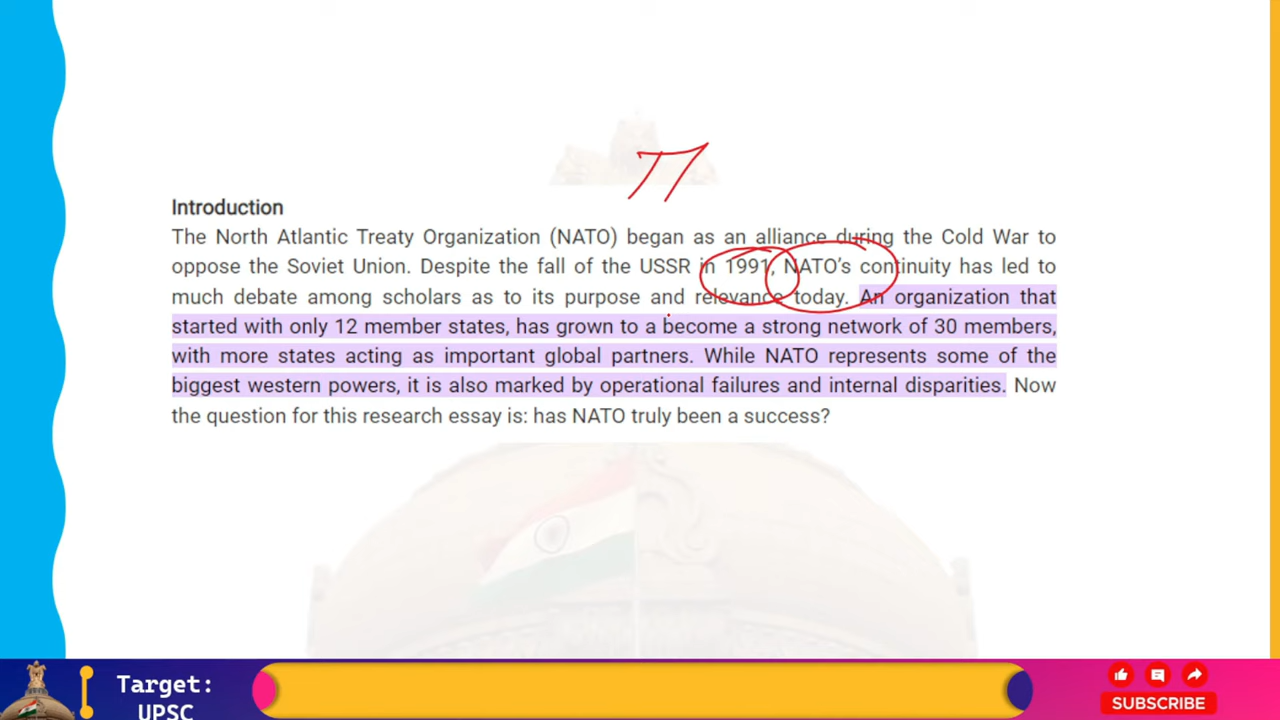 Introduction
The North Atlantic Treaty Organization (NATO) began as an alliance during the Cold War to
oppose the Soviet Union. Despite the fall of the USSR in 1991, NATO's continuity has led to
much debate among scholars as to its purpose and relevance today. An organization that
started with only 12 member states, has grown to a become a strong network of 30 members,
with more states acting as important global partners. While NATO represents some of the
biggest western powers, it is also marked by operational failures and internal disparities. Now
the question for this research essay is: has NATO truly been a success?
Target:
UPSC
SUBSCRIBE